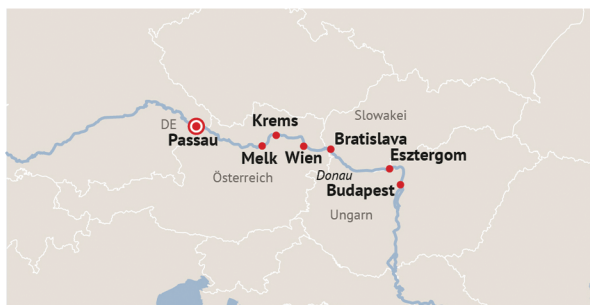 Slowakei
Krems
DE
Passau
Bratislava
Melk
Wien
Esztergom
Österreich
Donau
Budapest
Ungarn